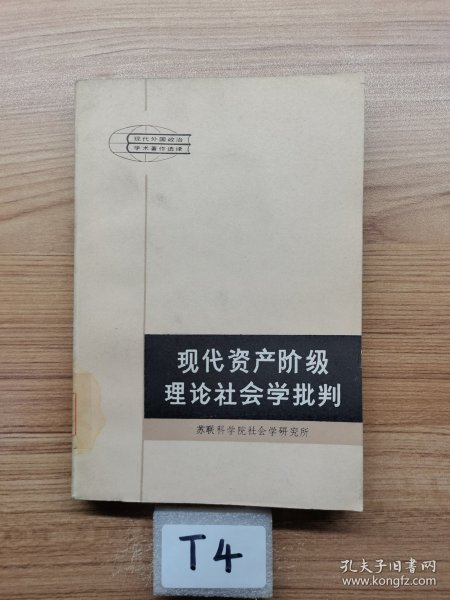 现代外国政治
学术著作选译
现代资产阶级
理论社会学批判
苏联科学院社会学研究所
T4
孔夫子旧书网
www.kongfz.com